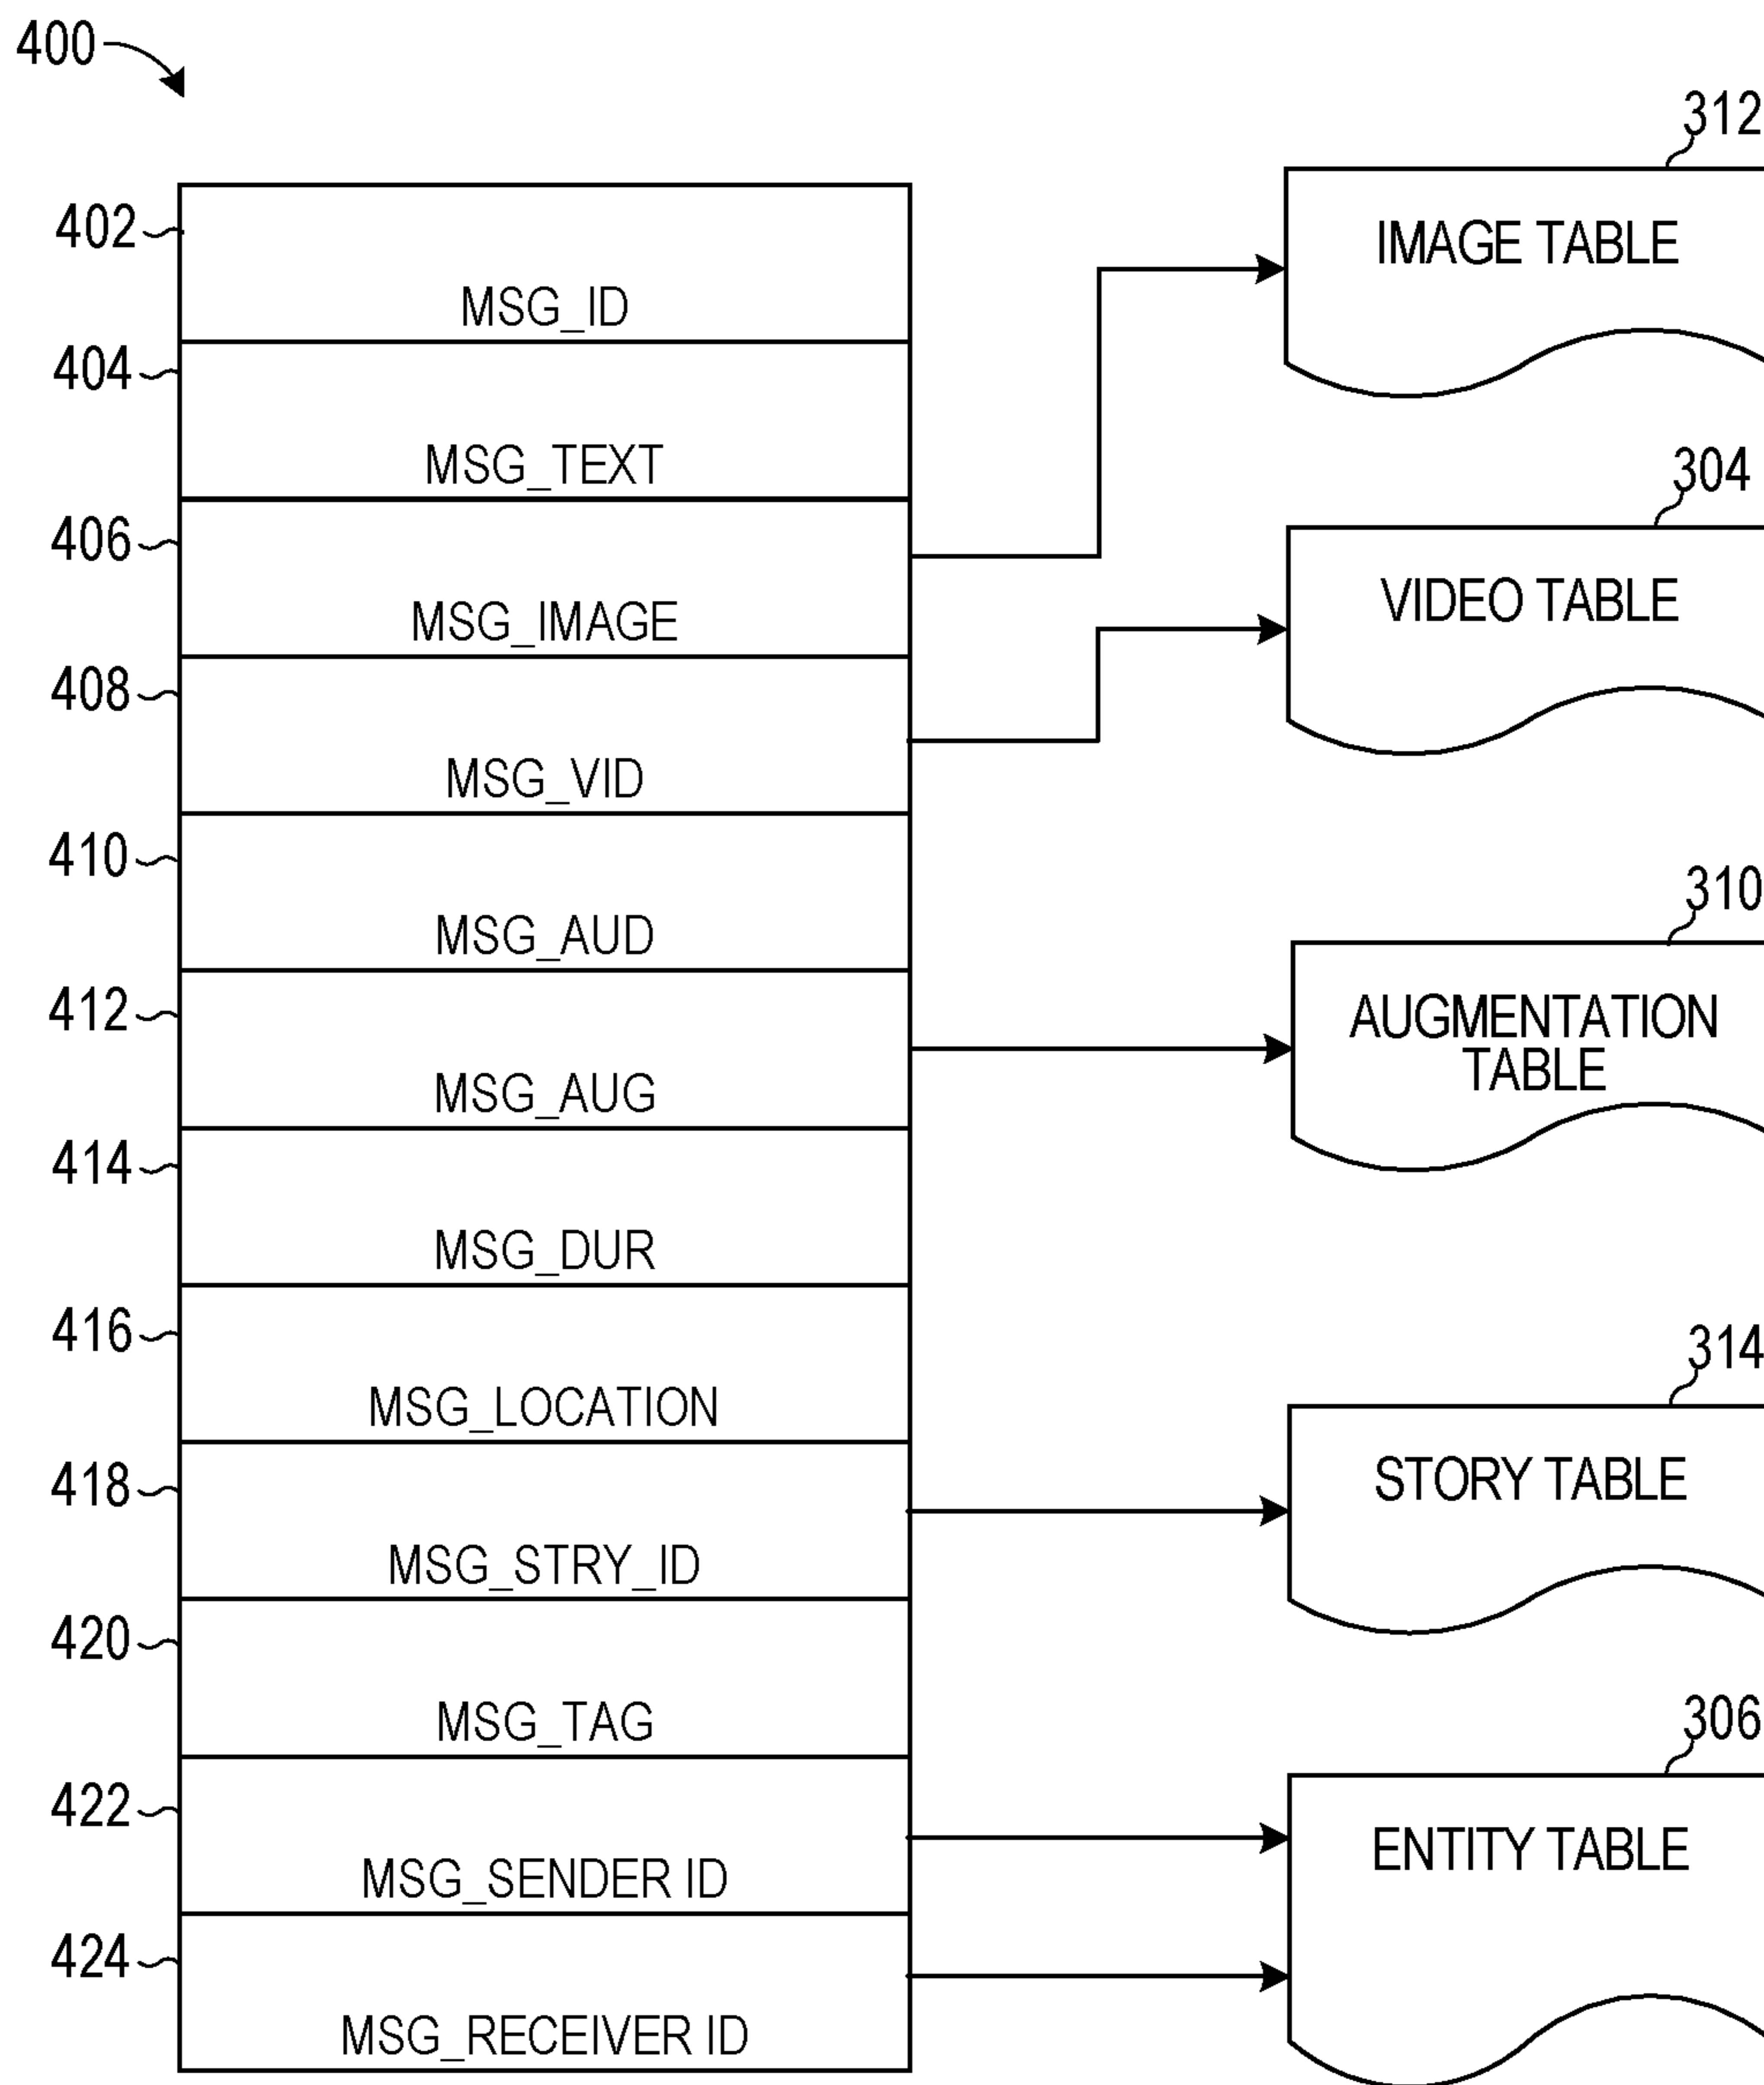 400
402
MSG_ID
404
MSG_TEXT
406
MSG_IMAGE
408
MSG_VID
410
MSG_AUD
412
MSG_AUG
414
MSG_DUR
416
MSG_LOCATION
418
MSG_STRY_ID
420
MSG_TAG
422
MSG_SENDER ID
424
MSG_RECEIVER ID
312
IMAGE TABLE
304
VIDEO TABLE
310
AUGMENTATION
TABLE
314
STORY TABLE
306
ENTITY TABLE